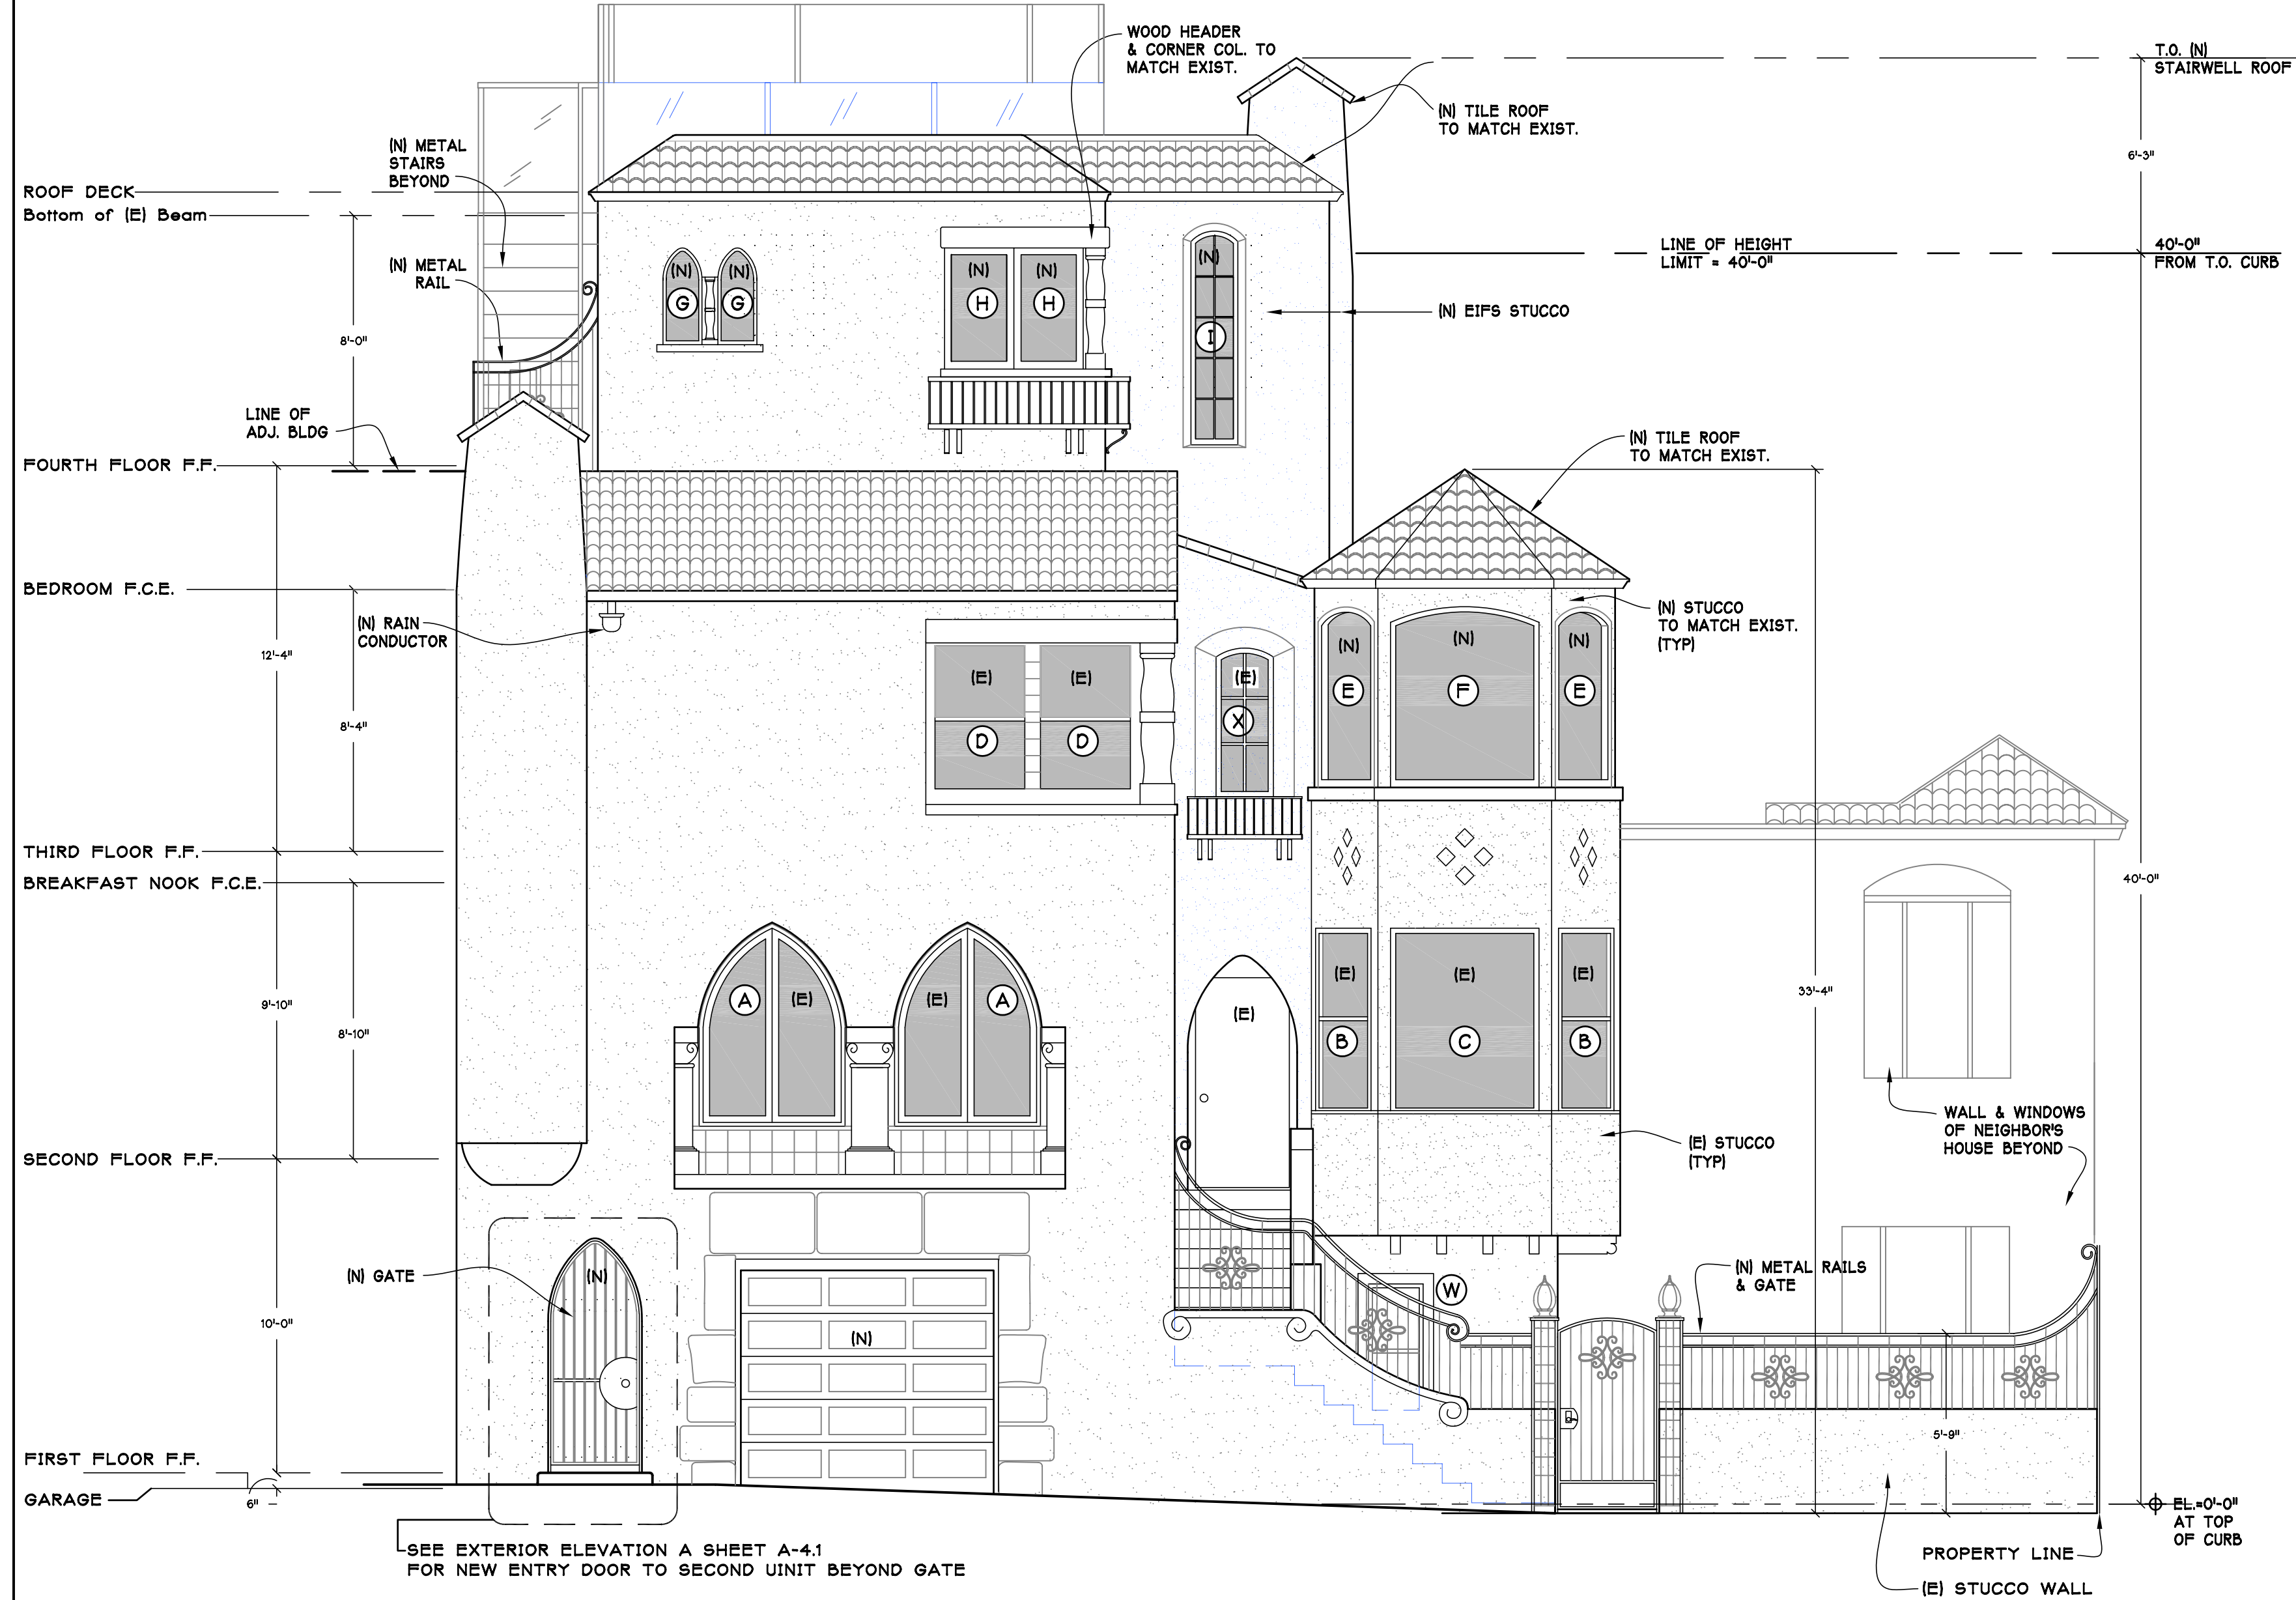 WOOD HEADER
& CORNER COL. TO
MATCH EXIST.
T.O. (N)
STAIRWELL ROOF
(N) TILE ROOF
TO MATCH EXIST.
(N) METAL
STAIRS
BEYOND
6'-3"
ROOF DECK
Bottom of (E) Beam
LINE OF HEIGHT
LIMIT = 40'-0"
40'-0"
FROM T.O. CURB
(N) METAL
RAIL
(N)
(N)
(N)
(N)
(N)
G
G
H
H
I
(N) EIFS STUCCO
8'-0"
LINE OF
ADJ. BLDG
(N) TILE ROOF
TO MATCH EXIST.
FOURTH FLOOR F.F.
BEDROOM F.C.E.
(N) RAIN
CONDUCTOR
(N) STUCCO
TO MATCH EXIST.
(TYP)
12'-4"
(E)
(E)
(E)
(N)
(N)
(N)
E
F
E
8'-4"
D
D
X
THIRD FLOOR F.F.
BREAKFAST NOOK F.C.E.
40'-0"
(E)
(E)
(E)
9'-10"
A
(E)
(E)
A
(E)
33'-4"
8'-10"
B
C
B
WALL & WINDOWS
OF NEIGHBOR'S
HOUSE BEYOND
(E) STUCCO
(TYP)
SECOND FLOOR F.F.
(N) GATE
(N)
W
(N) METAL RAILS
& GATE
10'-0"
(N)
5'-9"
FIRST FLOOR F.F.
GARAGE
6"
EL.=0'-0"
AT TOP
OF CURB
SEE EXTERIOR ELEVATION A SHEET A-4.1
FOR NEW ENTRY DOOR TO SECOND UINIT BEYOND GATE
PROPERTY LINE
(E) STUCCO WALL